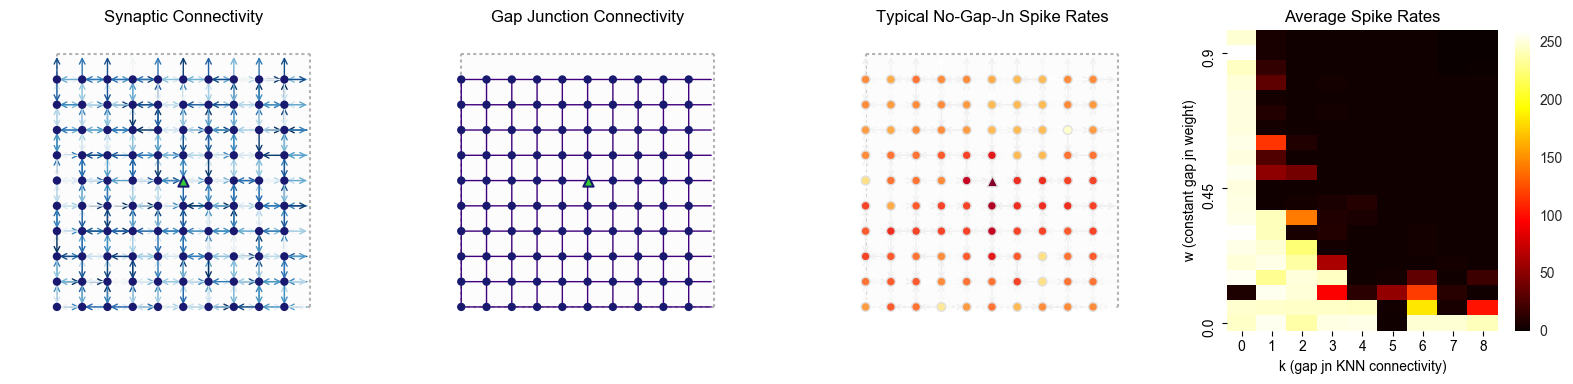 Synaptic Connectivity
Gap Junction Connectivity
Typical No-Gap-Jn Spike Rates
Average Spike Rates
w (constant gap jn weight)
0.9
0.45
0.0
0 1 2 3 4 5 6 7 8
k (gap jn KNN connectivity)
250
200
150
100
50
0